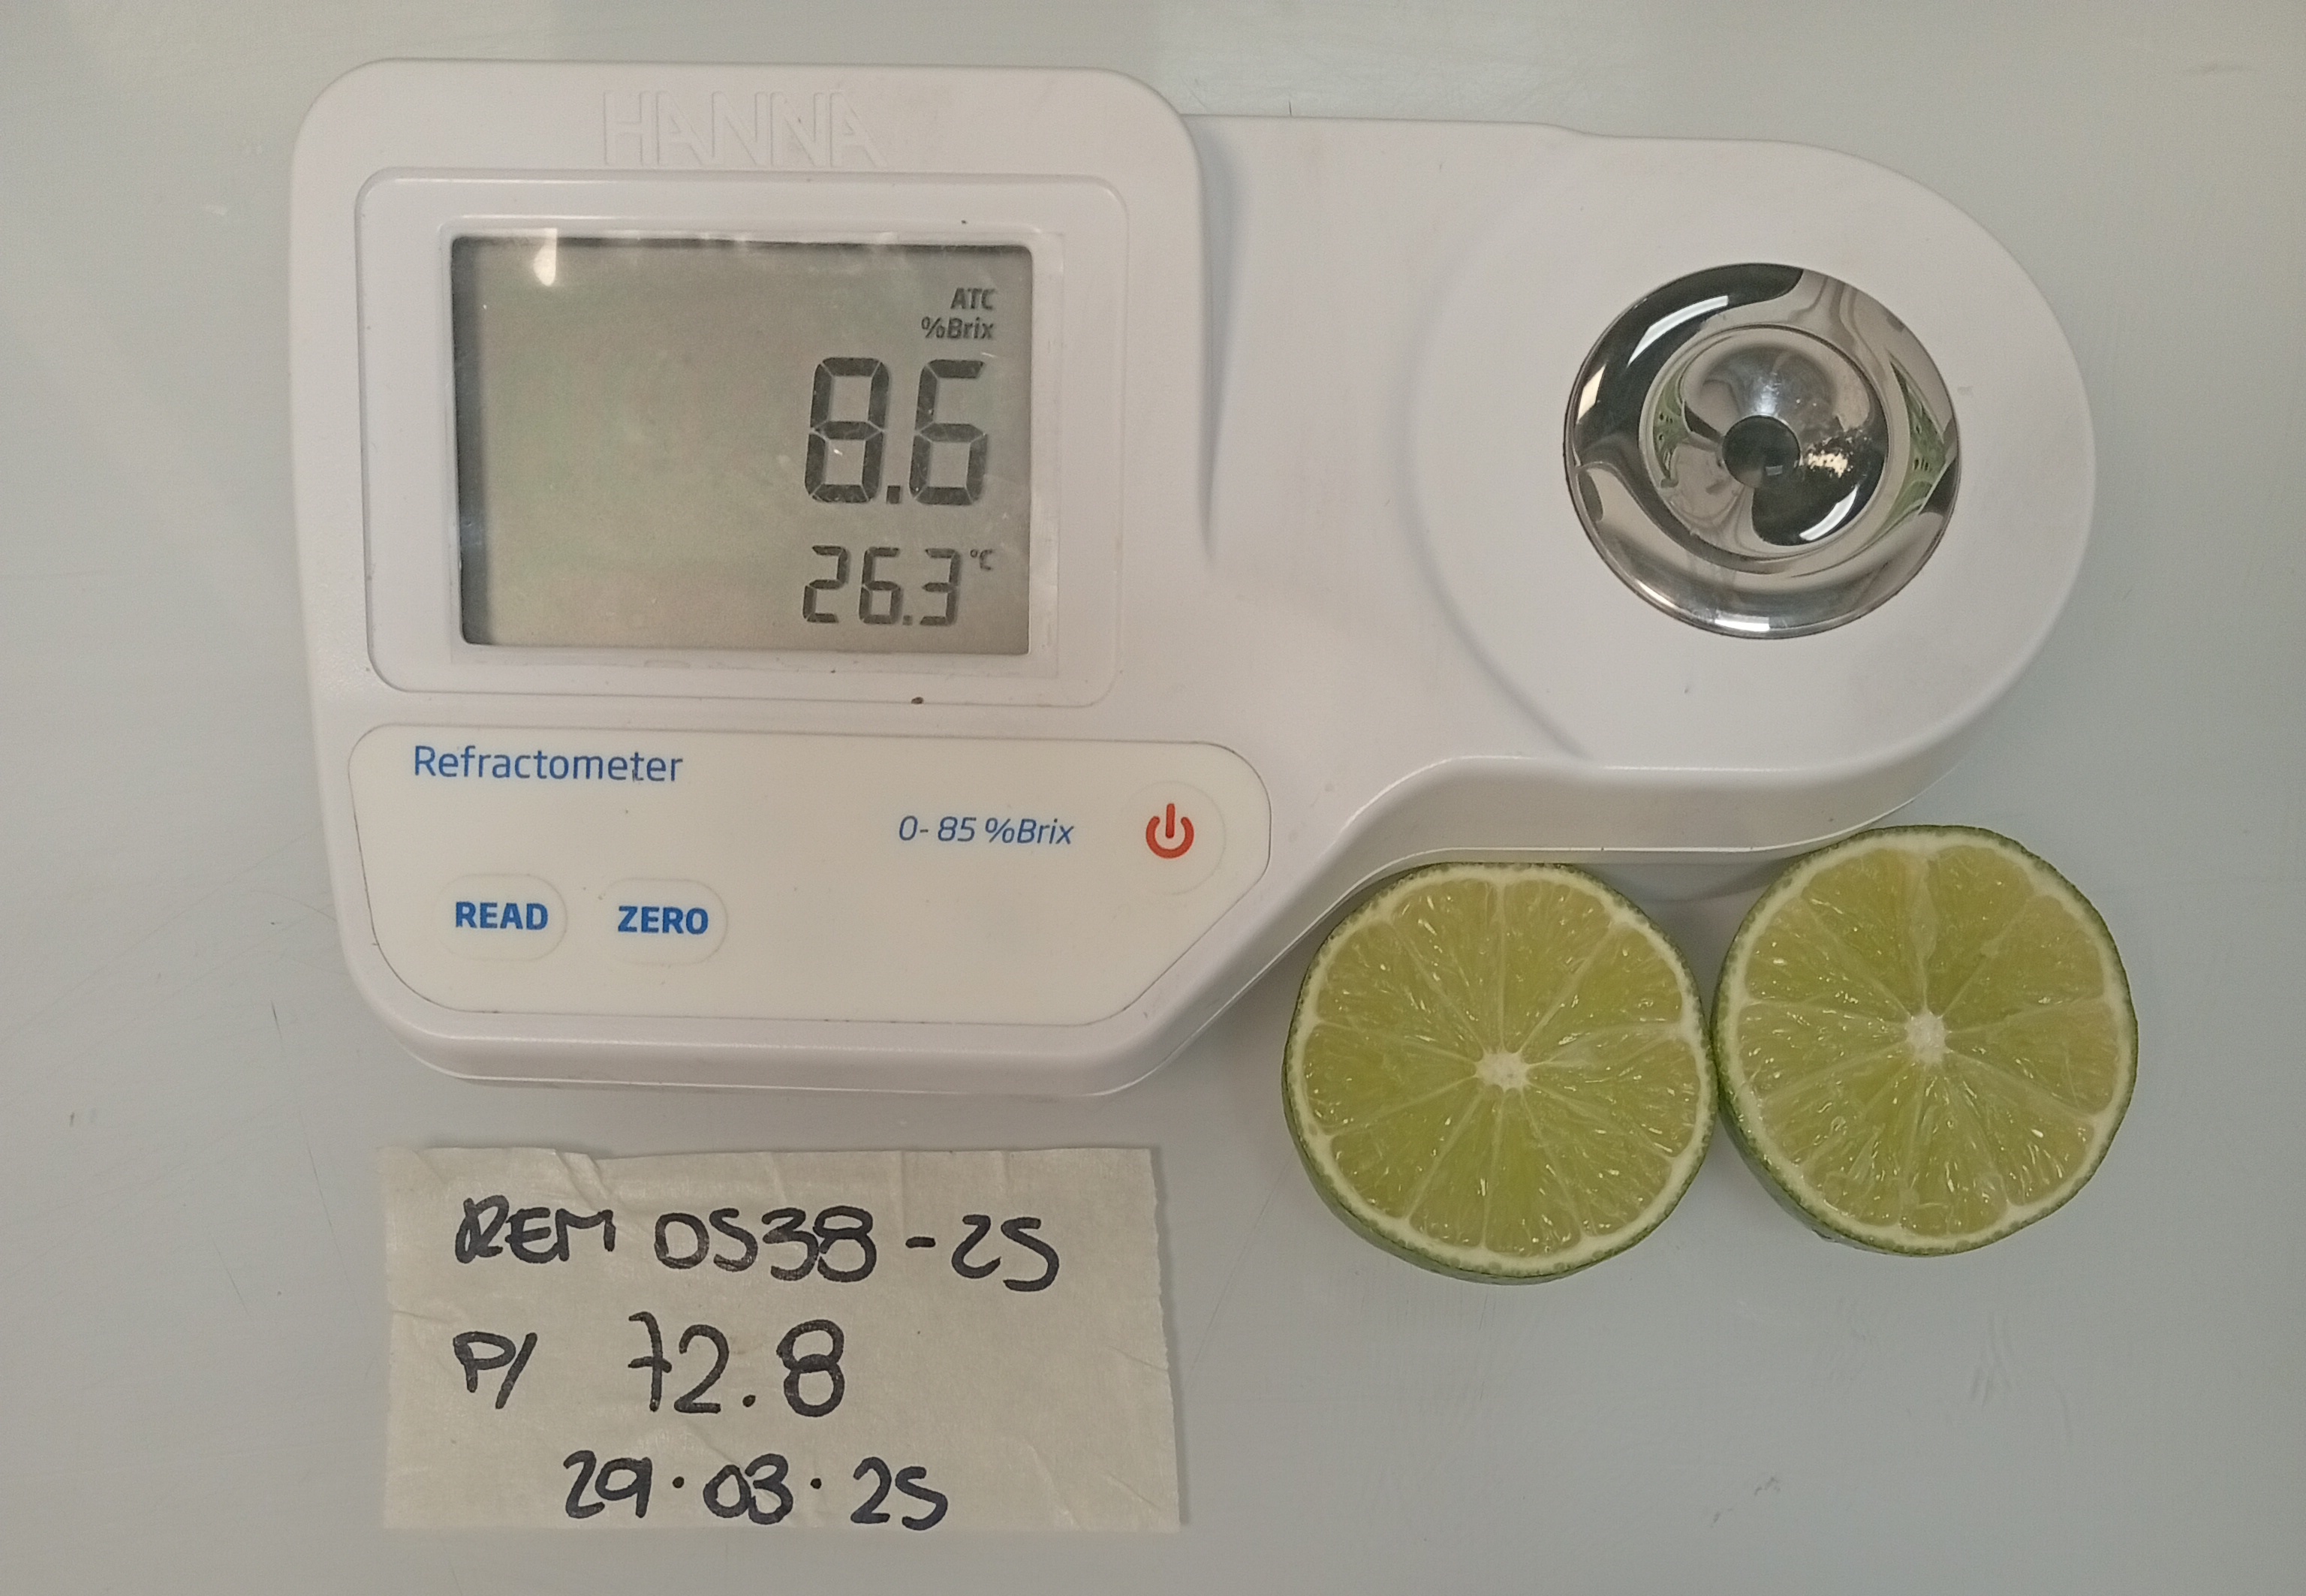 HANNA
ATC
%Brix
8.6
26.3 °C
Refractometer
0-85 %Brix
READ ZERO
REM 0538-25
P/ 72.8
29.03.25